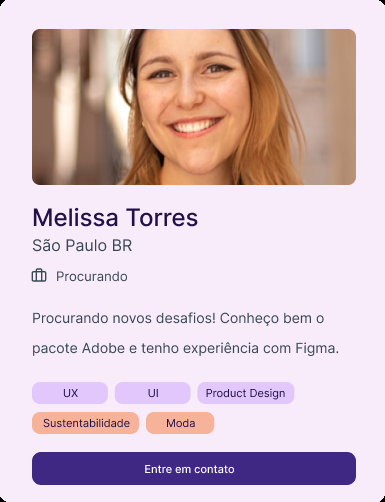 Melissa Torres
São Paulo BR
Procurando
Procurando novos desafios! Conheço bem o
pacote Adobe e tenho experiência com Figma.
UX UI Product Design
Sustentabilidade Moda
Entre em contato